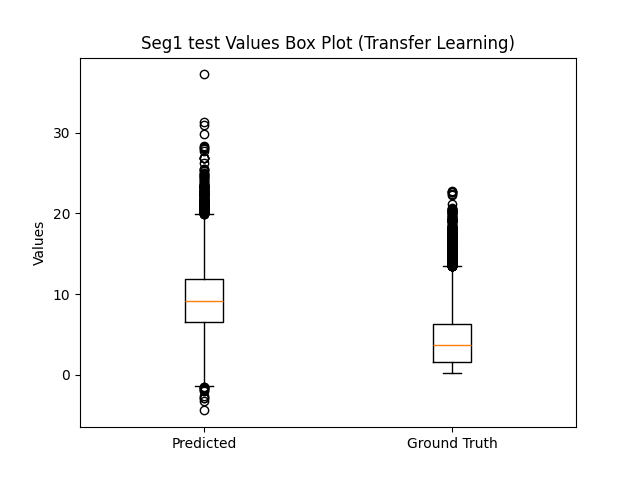 Seg1 test Values Box Plot (Transfer Learning)
30
20
10
0
Values
Predicted
Ground Truth